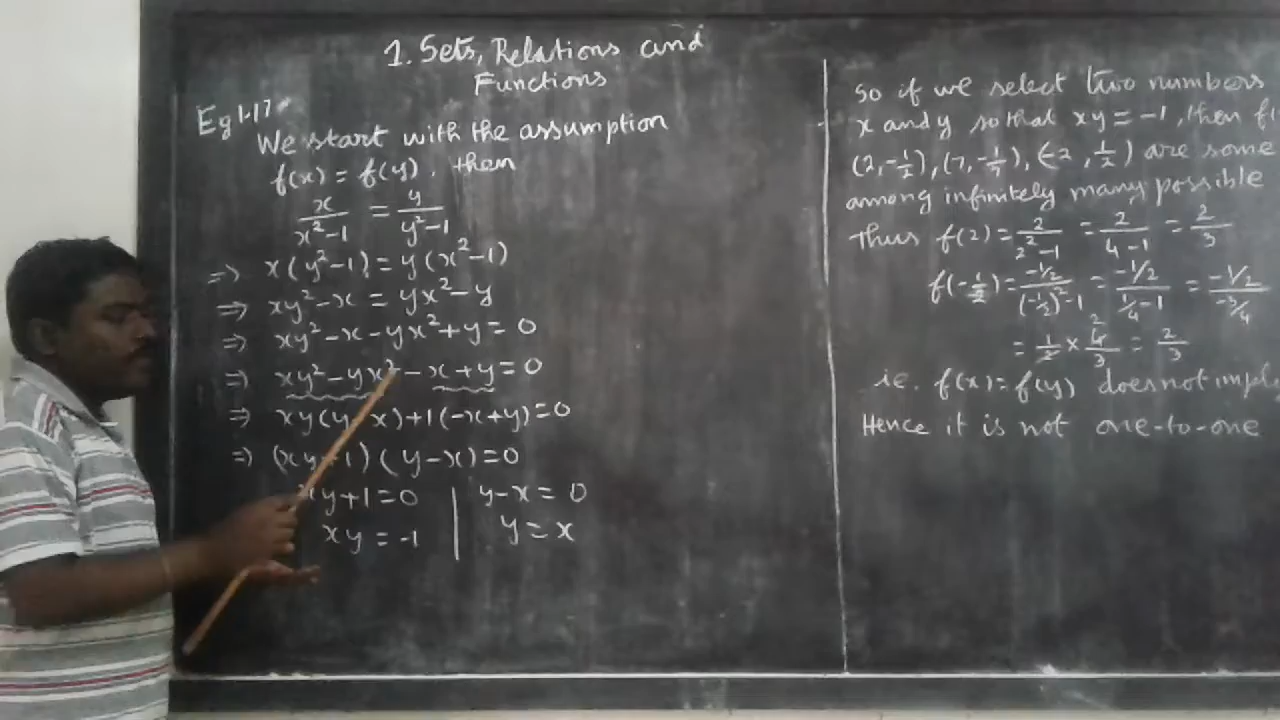 1. Sets, Relations and
Functions
Eg 1.17
We start with the assumption
f(x) = f(y), then
x/(x²-1) = y/(y²-1)
=> x(y²-1) = y(x²-1)
=> xy²-x = yx²-y
=> xy²-x-yx²+y=0
=> xy²-yx²-x+y=0
=> xy(y-x)+1(-x+y)=0
=> (xy+1)(y-x)=0
xy+1=0 | y-x=0
xy=-1 | y=x
So if we select two numbers
x and y so that xy=-1, then
(2,-1/2), (7,-1/7), (-2,1/2) are some
among infinitely many possible
Thus f(2) = 2/(2²-1) = 2/(4-1) = 2/3
f(-1/2) = (-1/2)/((-1/2)²-1) = (-1/2)/(1/4-1) = (-1/2)/(-3/4)
= 1/2 × 4/3 = 2/3
ie. f(x)=f(y) does not
Hence it is not one-to-one